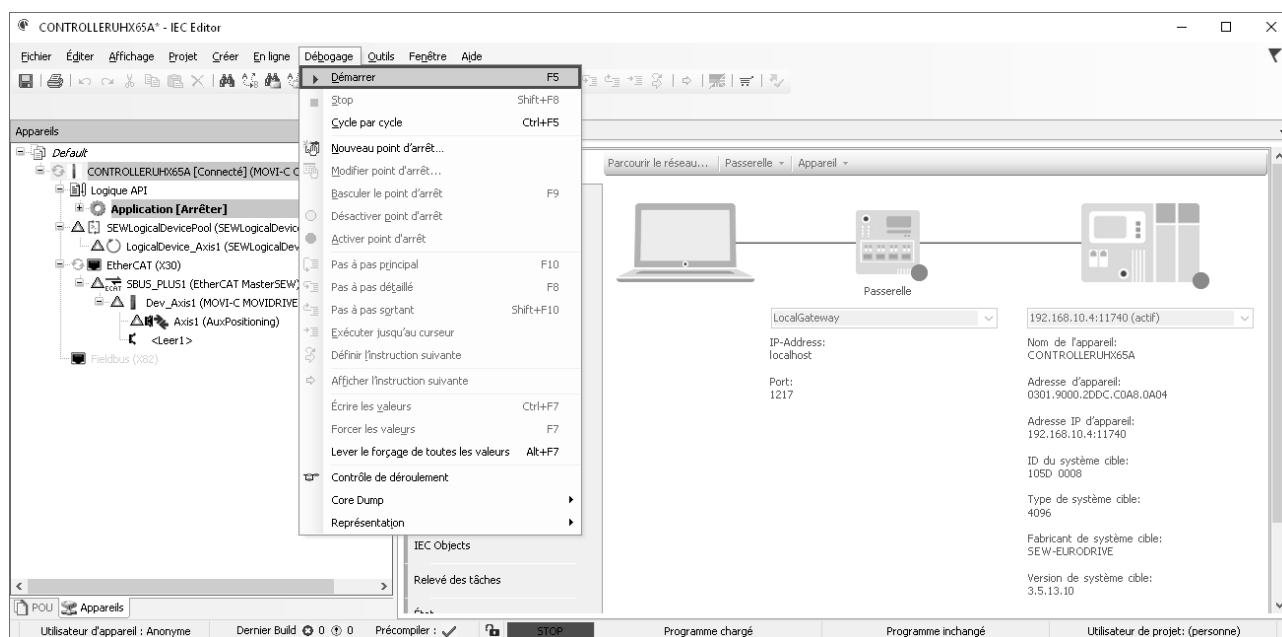 CONTROLLERUHX65A* - IEC Editor
Fichier Éditer Affichage Projet Créer En ligne Débogage Outils Fenêtre Aide
Démarrer F5
Stop Shift+F8
Cycle par cycle Ctrl+F5
Nouveau point d'arrêt...
Modifier point d'arrêt...
Basculer le point d'arrêt F9
Désactiver point d'arrêt
Activer point d'arrêt
Pas à pas principal F10
Pas à pas détaillé F8
Pas à pas sortant Shift+F10
Exécuter jusqu'au curseur
Définir l'instruction suivante
Afficher l'instruction suivante
Écrire les valeurs Ctrl+F7
Forcer les valeurs F7
Lever le forçage de toutes les valeurs Alt+F7
Contrôle de déroulement
Core Dump
Représentation
Appareils
Default
CONTROLLERUHX65A [Connecté] (MOVI-C C
Logique API
Application [Arrêter]
SEWLogicalDevicePool (SEWLogicalDevic
LogicalDevice_Axis1 (SEWLogicalDev
EtherCAT (X30)
SBUS_PLUS1 (EtherCAT MasterSEW)
Dev_Axis1 (MOVI-C MOVIDRIVE
Axis1 (AuxPositioning)
<Leer1>
Fieldbus (X82)
POU Appareils
Parcourir le réseau... Passerelle Appareil
Passerelle
LocalGateway
IP-Address:
localhost
Port:
1217
192.168.10.4:11740 (actif)
Nom de l'appareil:
CONTROLLERUHX65A
Adresse d'appareil:
0301.9000.2DDC.C0A8.0A04
Adresse IP d'appareil:
192.168.10.4:11740
ID du système cible:
105D 0008
Type de système cible:
4096
Fabricant de système cible:
SEW-EURODRIVE
Version de système cible:
3.5.13.10
IEC Objects
Relevé des tâches
État
Utilisateur d'appareil : Anonyme Dernier Build 0 0 Précompiler : STOP Programme chargé Programme inchangé Utilisateur de projet: (personne)